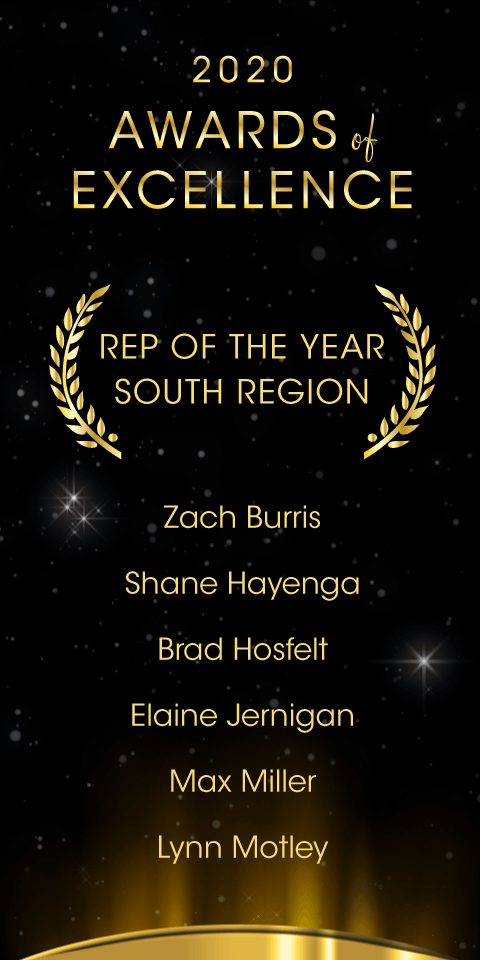 2020
AWARDS of
EXCELLENCE
REP OF THE YEAR
SOUTH REGION
Zach Burris
Shane Hayenga
Brad Hosfelt
Elaine Jernigan
Max Miller
Lynn Motley